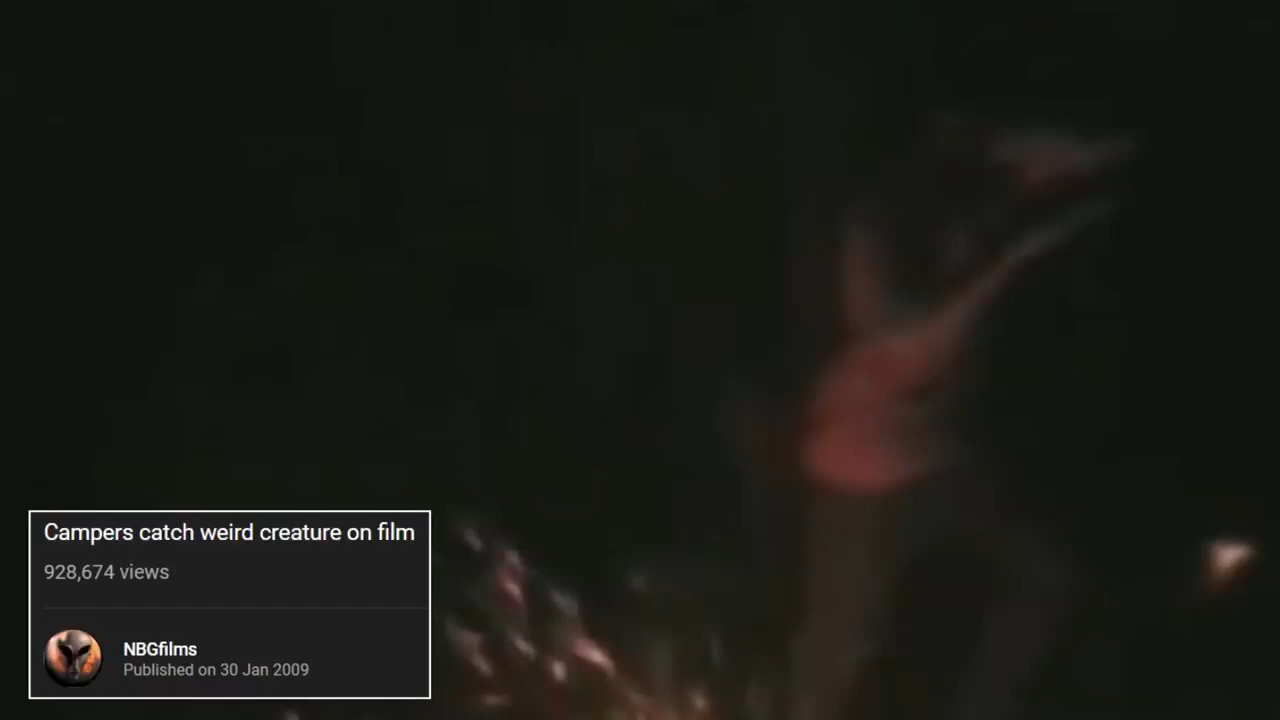 Campers catch weird creature on film
928,674 views
NBGfilms
Published on 30 Jan 2009